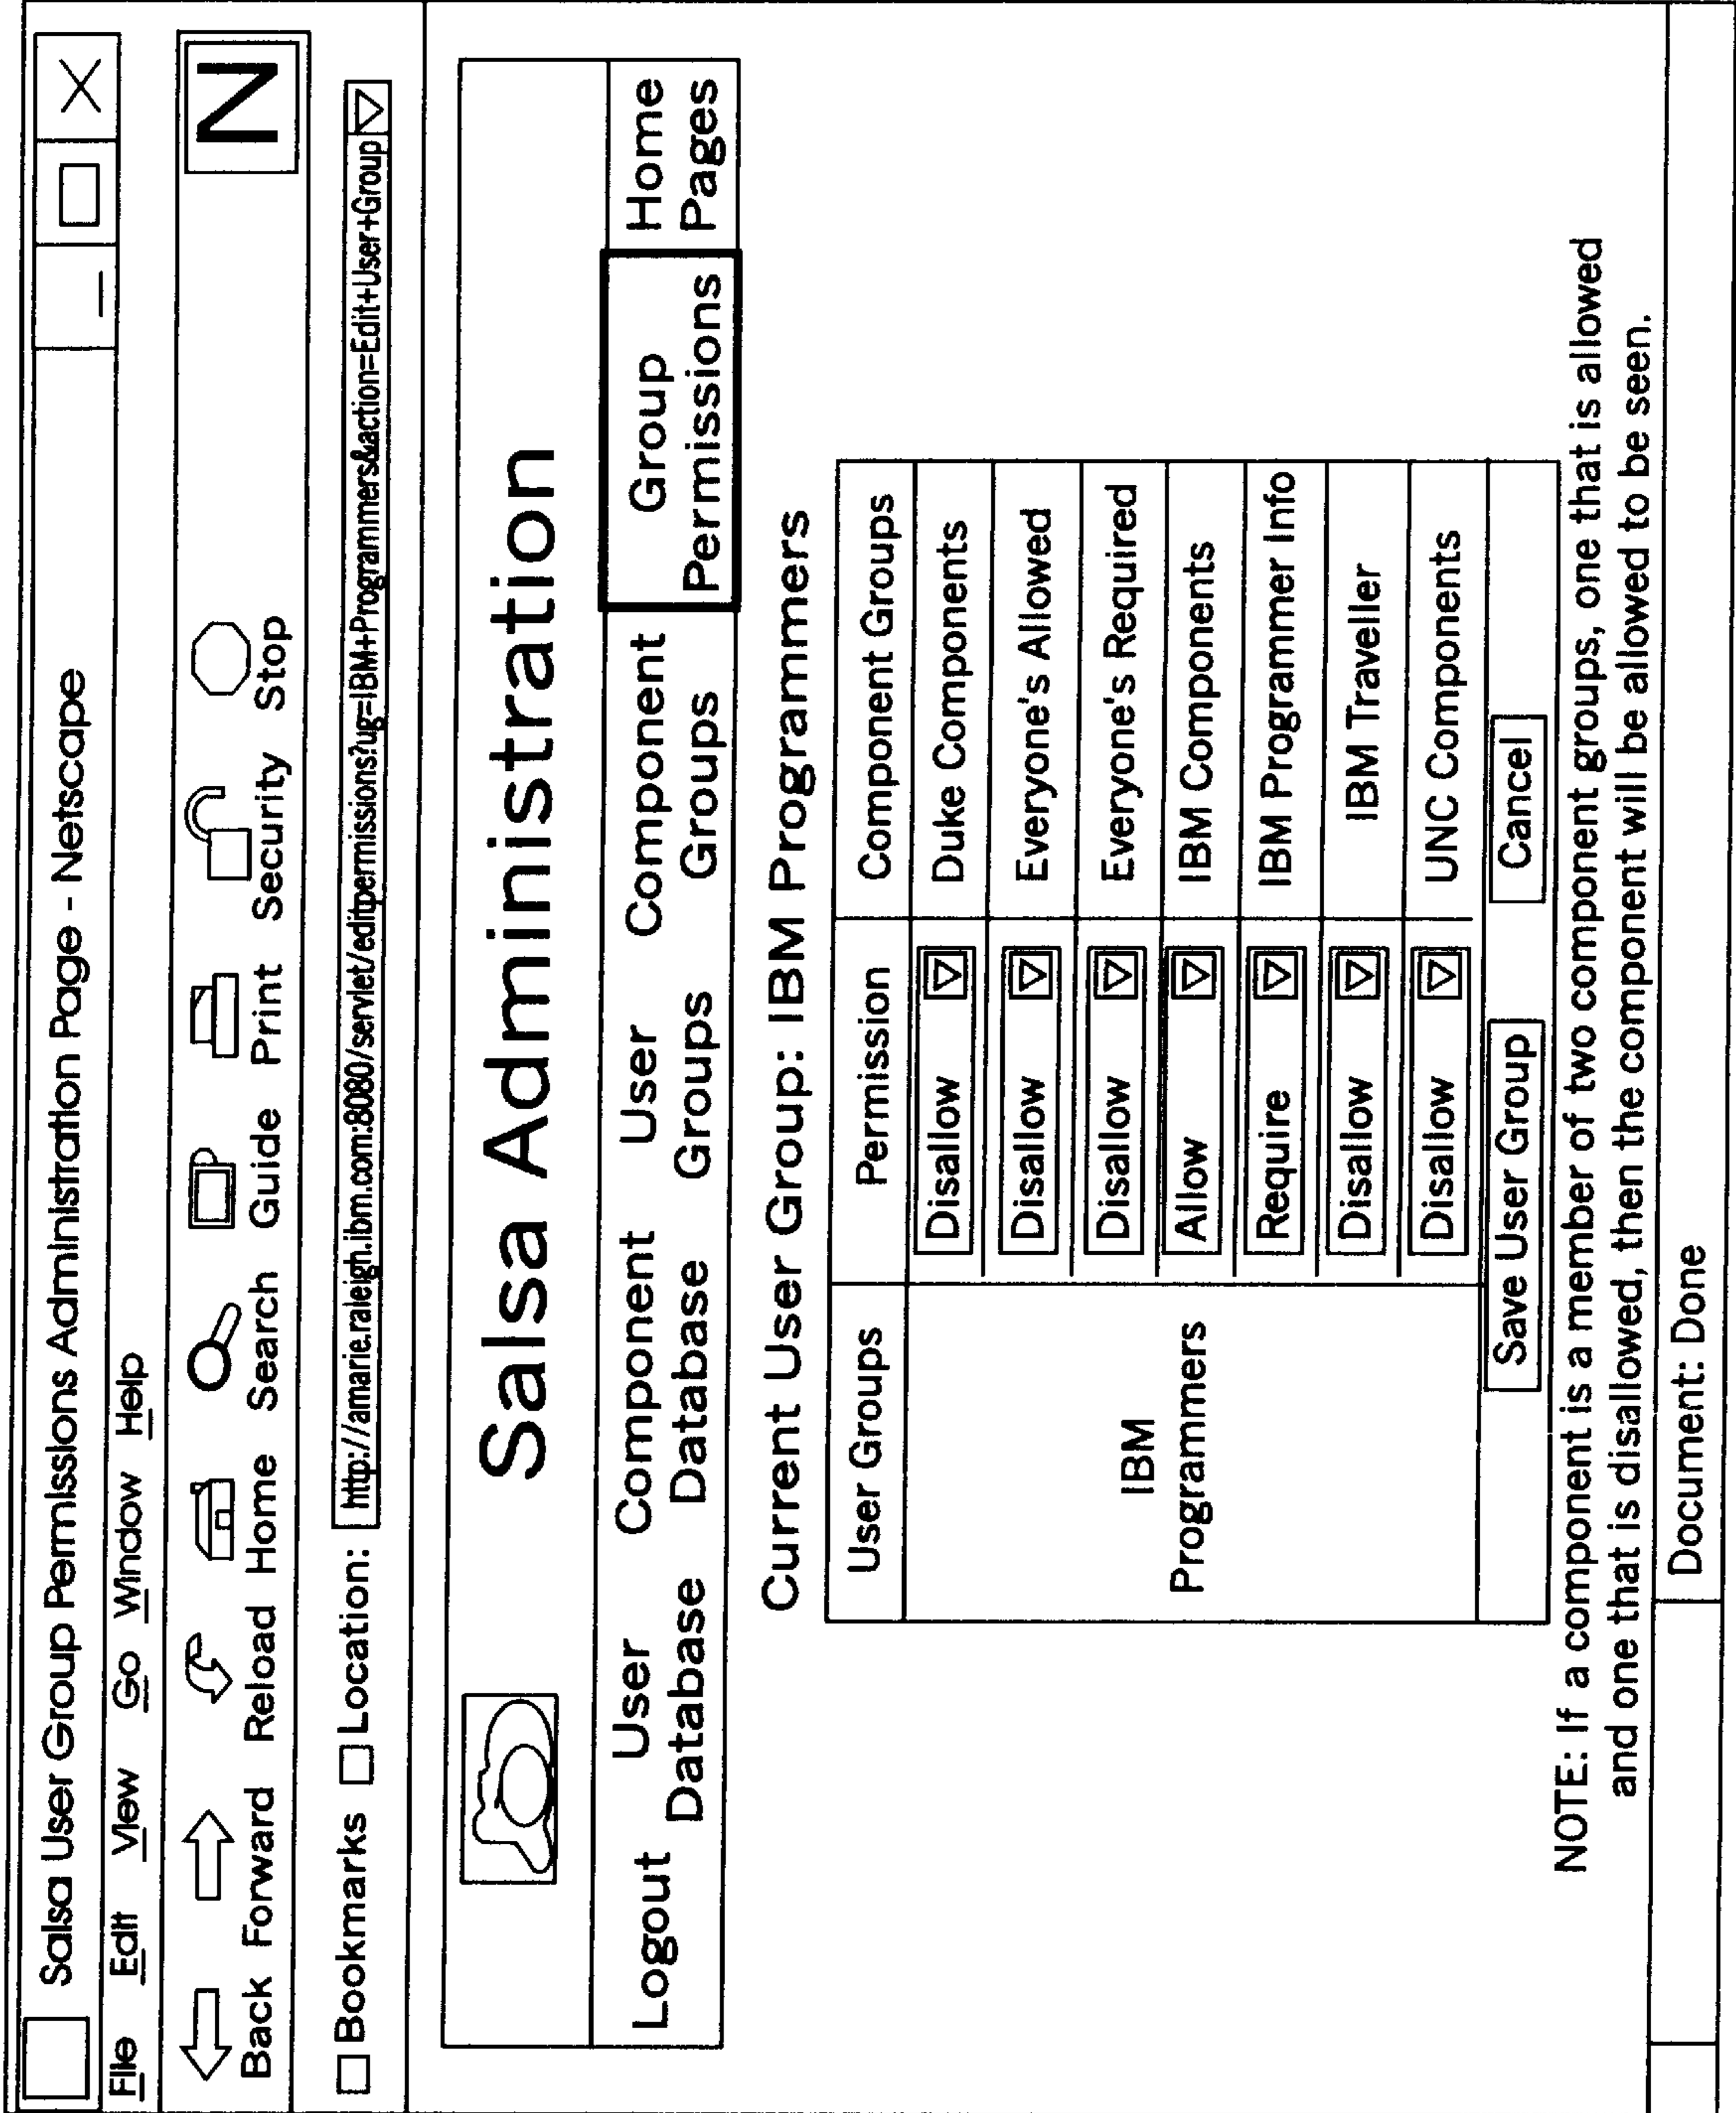 Salsa User Group Permissions Administration Page - Netscape
File Edit View Go Window Help
N
Back Forward Reload Home Search Guide Print Security Stop
Bookmarks Location: http://amarie.raleigh.ibm.com:8080/servlet/editpermissions?ug=IBM+Programmers&action=Edit+User+Group
Salsa Administration
Logout User Database Component Database User Groups Component Groups Group Permissions Home Pages
Current User Group: IBM Programmers
User Groups Permission Component Groups
IBM Programmers
Disallow Duke Components
Disallow Everyone's Allowed
Disallow Everyone's Required
Allow IBM Components
Require IBM Programmer Info
Disallow IBM Traveller
Disallow UNC Components
Save User Group Cancel
NOTE: If a component is a member of two component groups, one that is allowed
and one that is disallowed, then the component will be allowed to be seen.
Document: Done